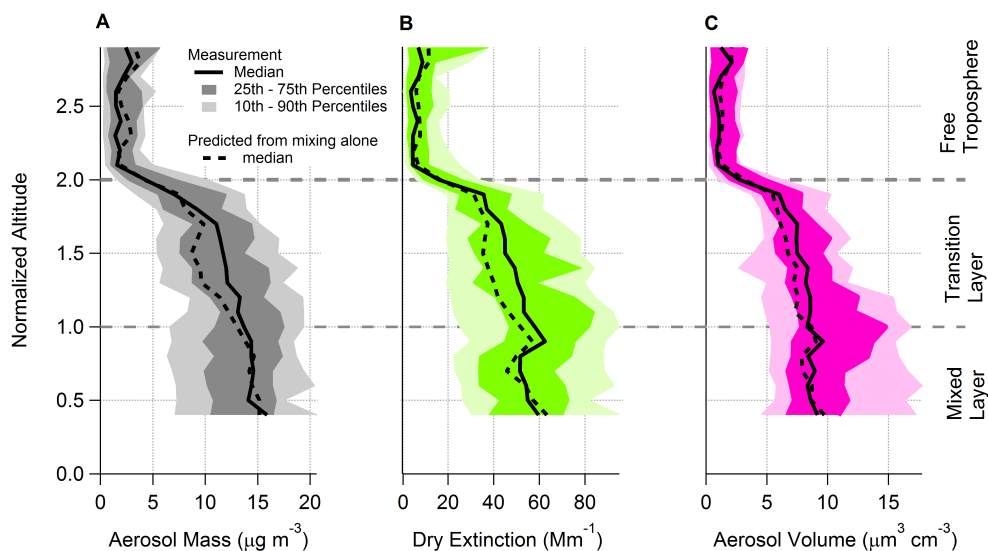 A
B
C
Measurement
Median
25th - 75th Percentiles
10th - 90th Percentiles
Predicted from mixing alone
median
Normalized Altitude
2.5
2.0
1.5
1.0
0.5
0.0
0 5 10 15 20
Aerosol Mass (μg m⁻³)
0 20 40 60 80
Dry Extinction (Mm⁻¹)
0 5 10 15
Aerosol Volume (μm³ cm⁻³)
Free
Troposphere
Transition
Layer
Mixed
Layer